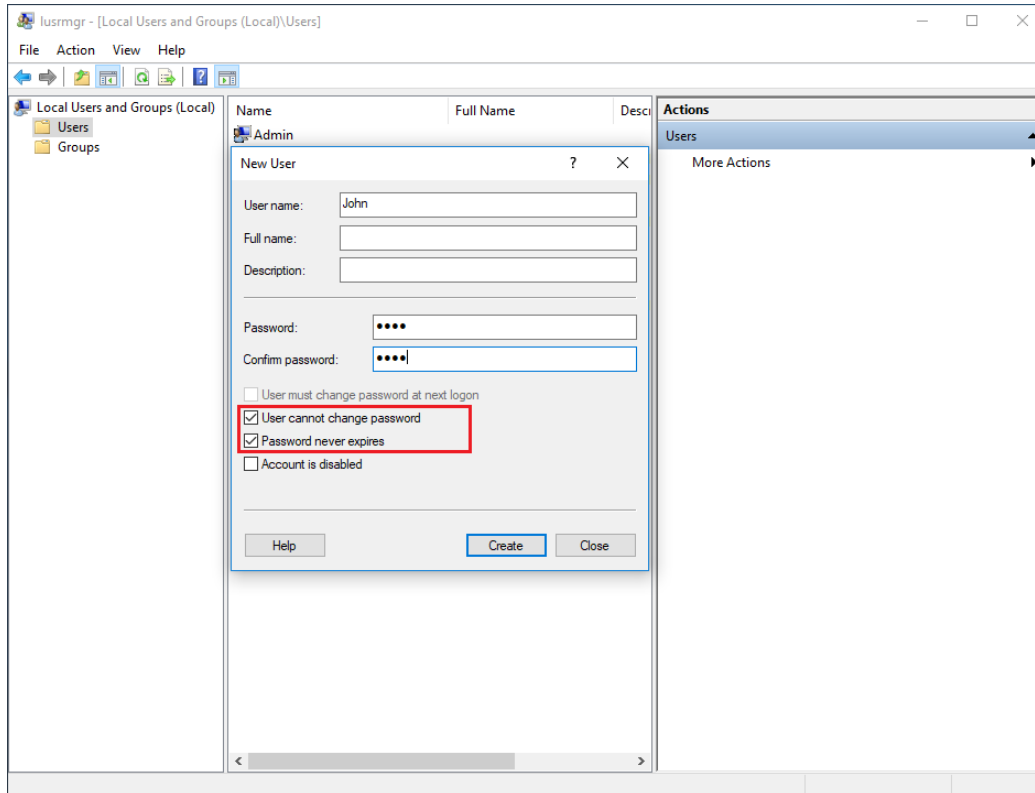 lusrmgr - [Local Users and Groups (Local)\Users]
File Action View Help
Local Users and Groups (Local)
Users
Groups
Name Full Name Descr
Admin
Actions
Users
More Actions
New User
User name: John
Full name:
Description:
Password: ••••
Confirm password: ••••
User must change password at next logon
User cannot change password
Password never expires
Account is disabled
Help Create Close